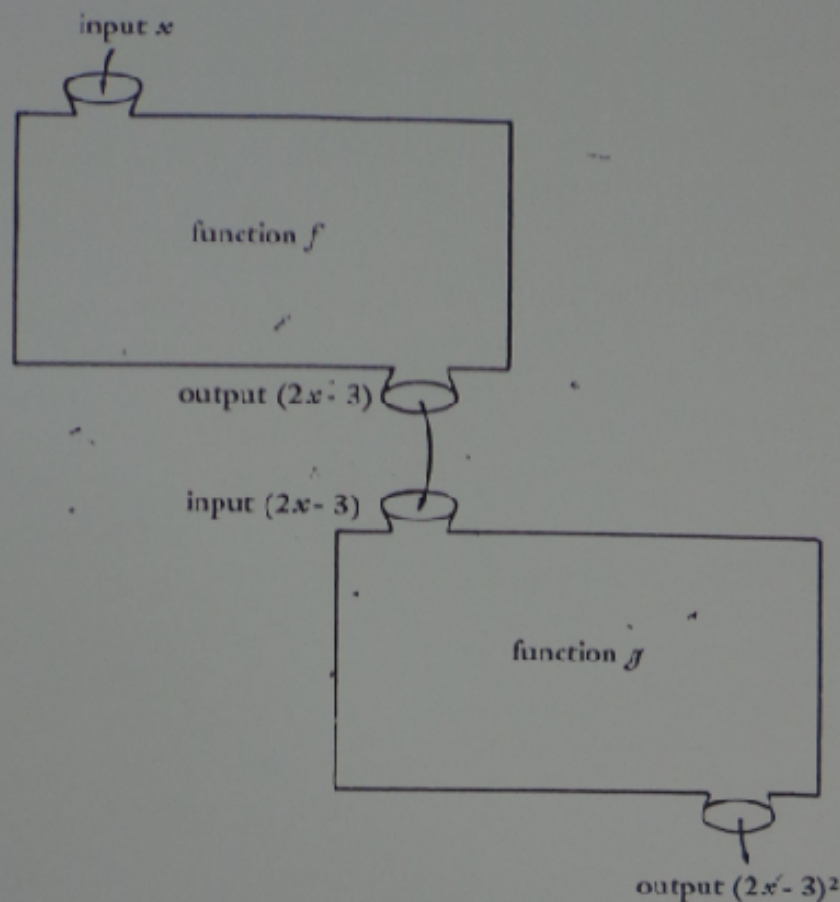 input x
function f
output (2x - 3)
input (2x - 3)
function g
output (2x - 3)²